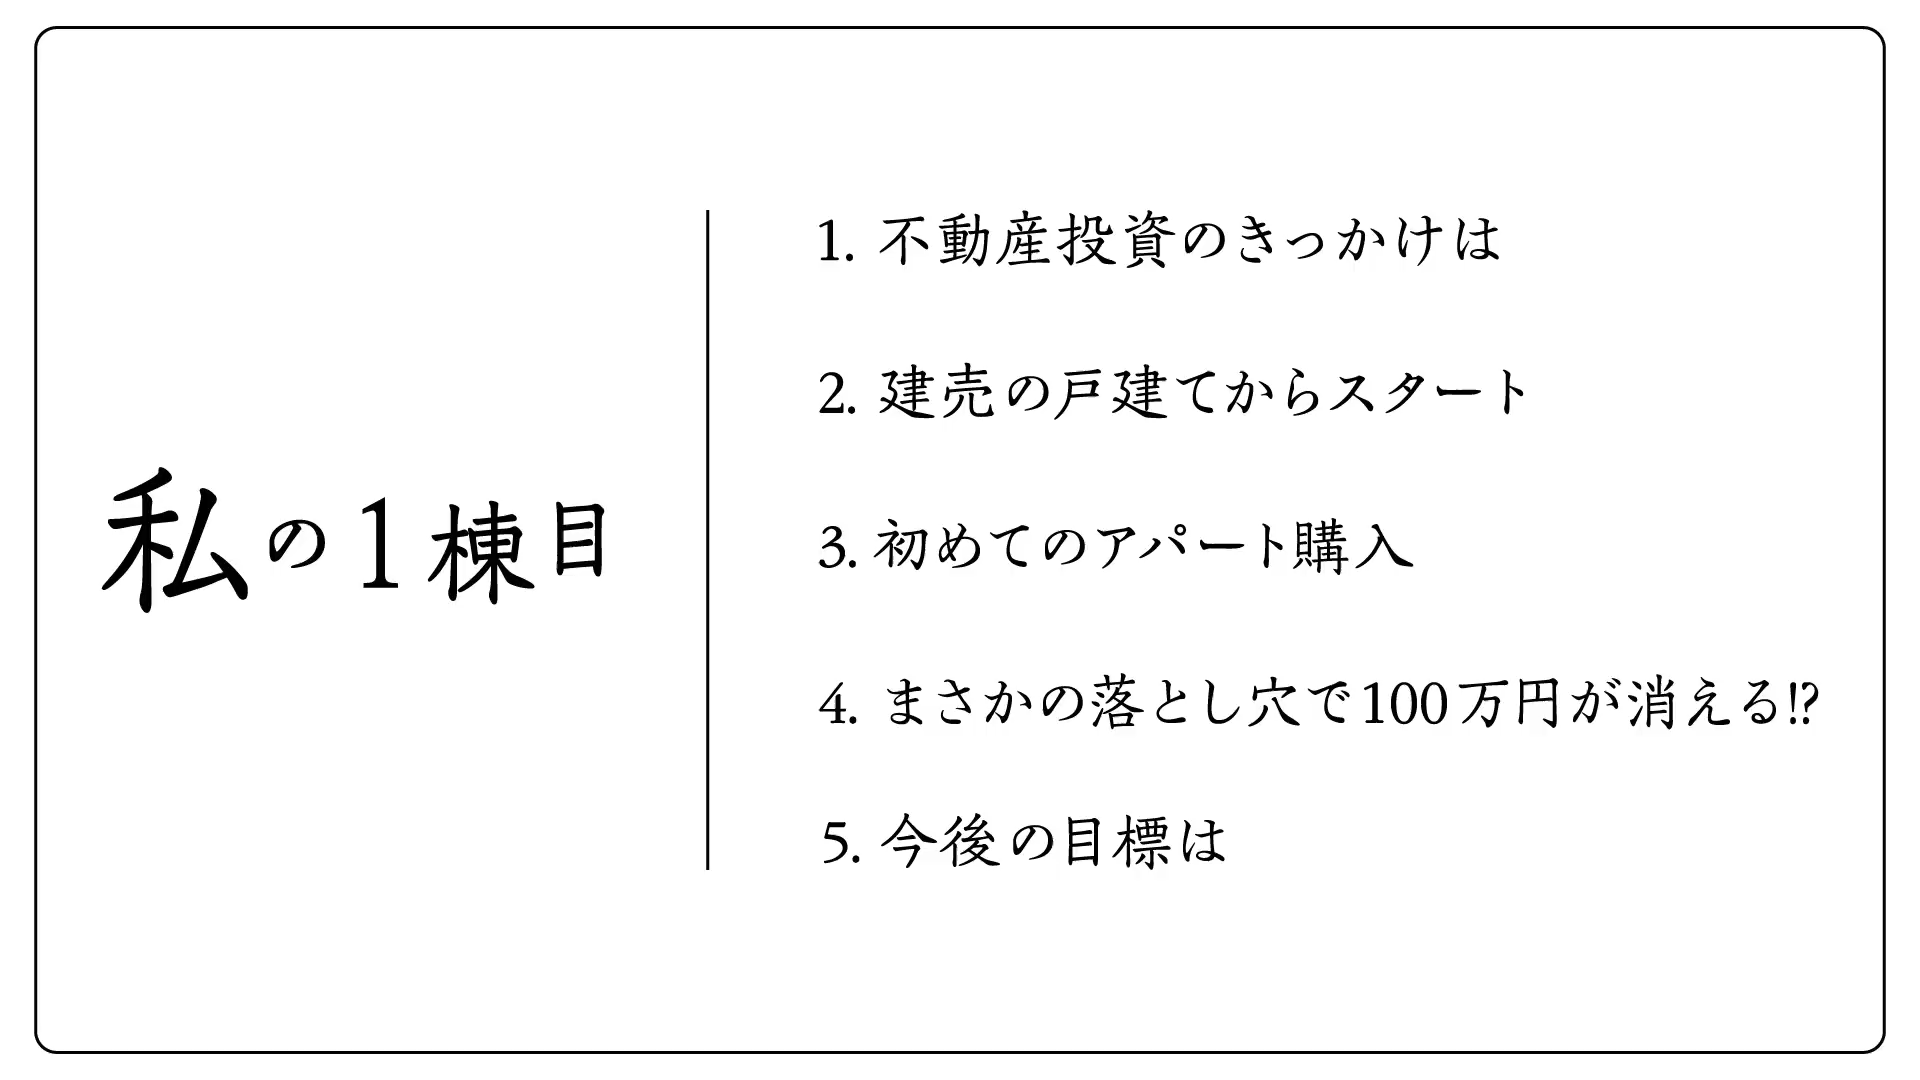 私の1棟目
1. 不動産投資のきっかけは
2. 建売の戸建てからスタート
3. 初めてのアパート購入
4. まさかの落とし穴で100万円が消える⁉
5. 今後の目標は